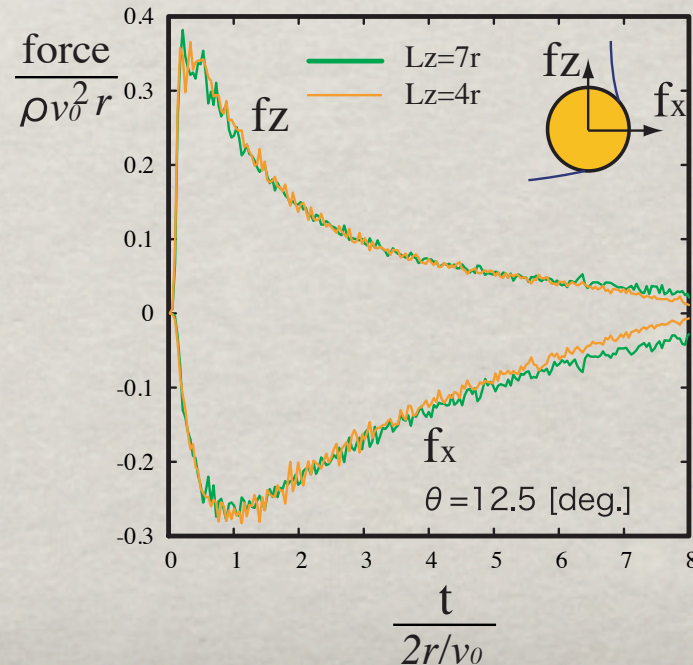 force
ρv₀² r
0.4
0.3
0.2
0.1
0
-0.1
-0.2
-0.3
Lz=7r
Lz=4r
fz
fz
fx
fx
θ=12.5 [deg.]
0 1 2 3 4 5 6 7 8
t
2r/v₀